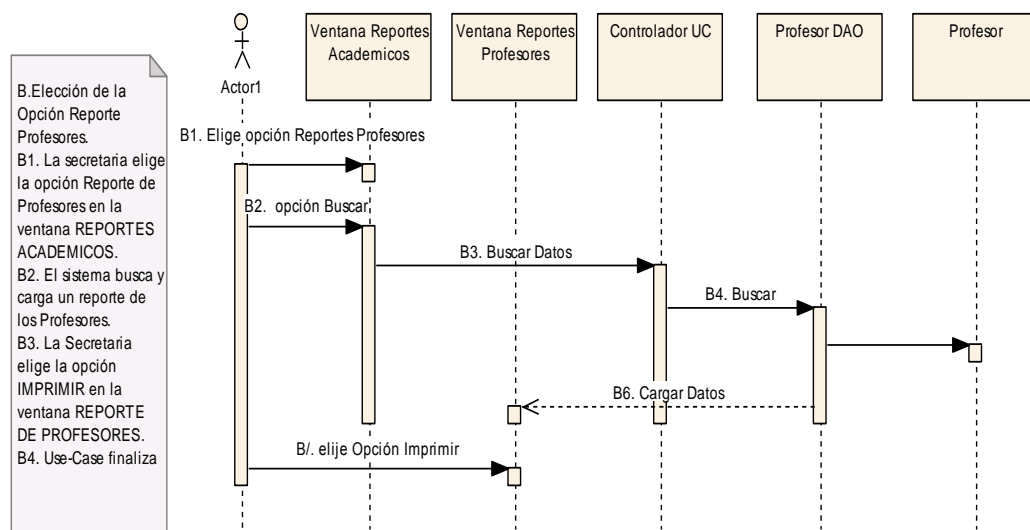 B.Elección de la
Opción Reporte
Profesores.
B1. La secretaria elige
la opción Reporte de
Profesores en la
ventana REPORTES
ACADEMICOS.
B2. El sistema busca y
carga un reporte de
los Profesores.
B3. La Secretaria
elige la opción
IMPRIMIR en la
ventana REPORTE
DE PROFESORES.
B4. Use-Case finaliza
Actor1
Ventana Reportes
Academicos
Ventana Reportes
Profesores
Controlador UC
Profesor DAO
Profesor
B1. Elige opción Reportes Profesores
B2.  opción Buscar
B3. Buscar Datos
B4. Buscar
B6. Cargar Datos
B/. elije Opción Imprimir